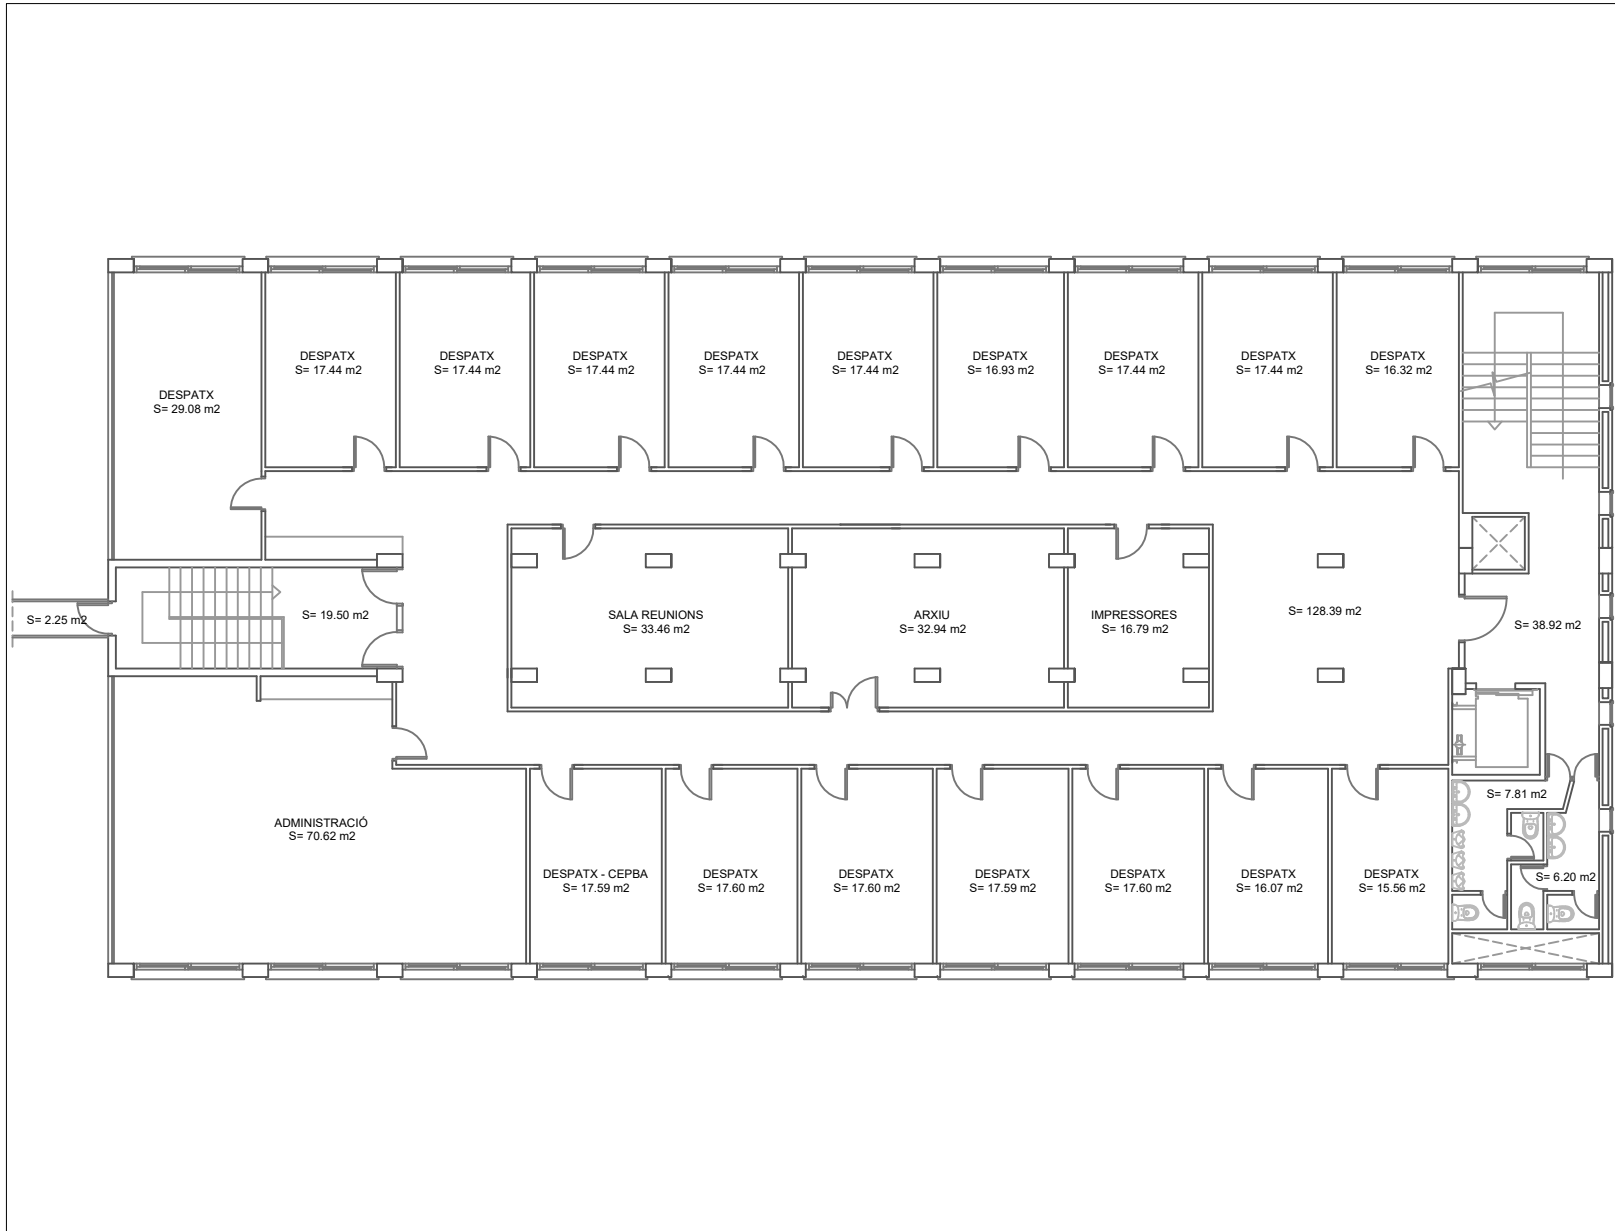 DESPATX
S= 29.08 m2
DESPATX
S= 17.44 m2
DESPATX
S= 17.44 m2
DESPATX
S= 17.44 m2
DESPATX
S= 17.44 m2
DESPATX
S= 17.44 m2
DESPATX
S= 16.93 m2
DESPATX
S= 17.44 m2
DESPATX
S= 17.44 m2
DESPATX
S= 16.32 m2
S= 2.25 m2
S= 19.50 m2
SALA REUNIONS
S= 33.46 m2
ARXIU
S= 32.94 m2
IMPRESSORES
S= 16.79 m2
S= 128.39 m2
S= 38.92 m2
ADMINISTRACIÓ
S= 70.62 m2
DESPATX - CEPBA
S= 17.59 m2
DESPATX
S= 17.60 m2
DESPATX
S= 17.60 m2
DESPATX
S= 17.59 m2
DESPATX
S= 17.60 m2
DESPATX
S= 16.07 m2
DESPATX
S= 15.56 m2
S= 7.81 m2
S= 6.20 m2